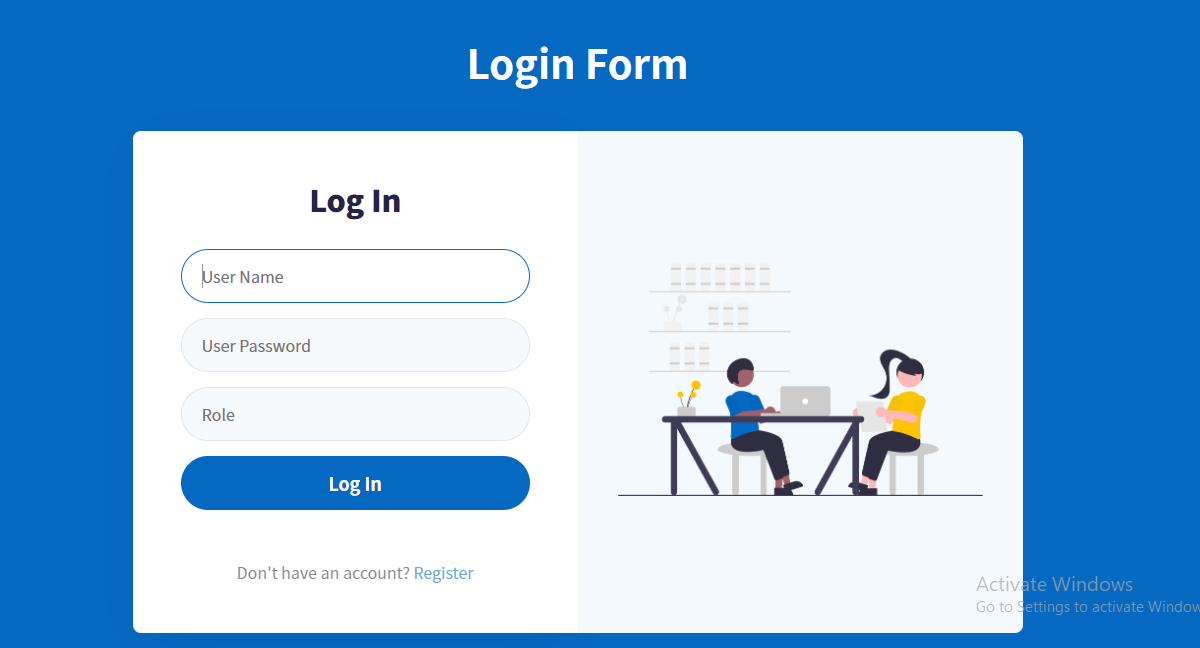 Login Form
Log In
User Name
User Password
Role
Log In
Don't have an account? Register
Activate Windows
Go to Settings to activate Window